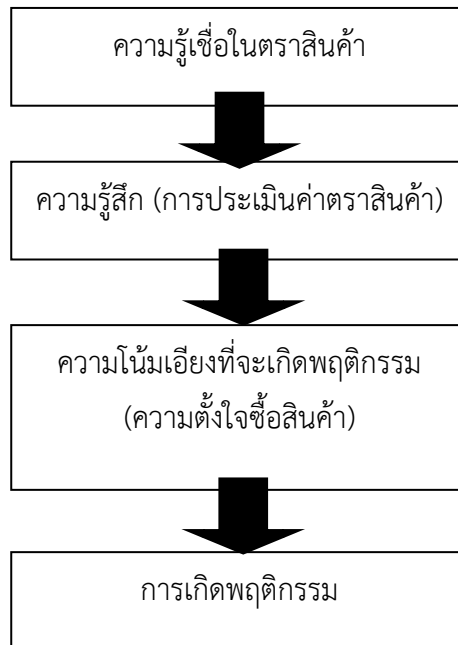 ความรู้เชื่อในตราสินค้า
ความรู้สึก (การประเมินค่าตราสินค้า)
ความโน้มเอียงที่จะเกิดพฤติกรรม
(ความตั้งใจซื้อสินค้า)
การเกิดพฤติกรรม